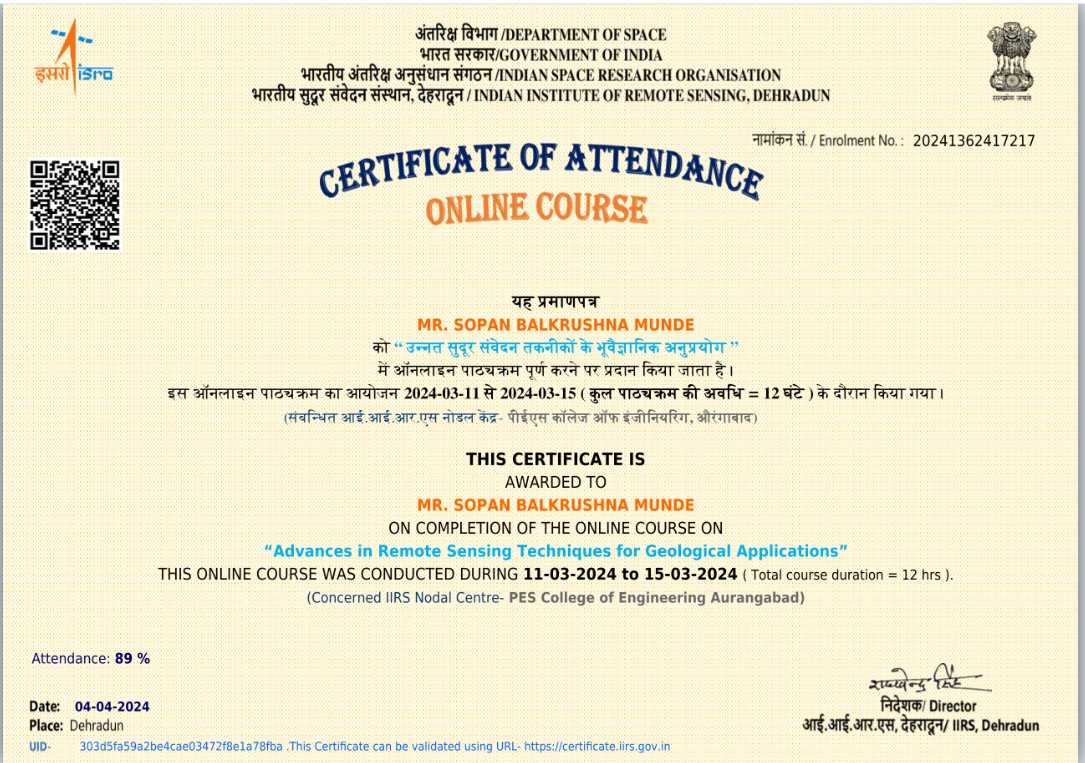 अंतरिक्ष विभाग /DEPARTMENT OF SPACE
भारत सरकार/GOVERNMENT OF INDIA
भारतीय अंतरिक्ष अनुसंधान संगठन /INDIAN SPACE RESEARCH ORGANISATION
भारतीय सुदूर संवेदन संस्थान, देहरादून / INDIAN INSTITUTE OF REMOTE SENSING, DEHRADUN
इसरो isro
सत्यमेव जयते
नामांकन सं. / Enrolment No. : 20241362417217
CERTIFICATE OF ATTENDANCE
ONLINE COURSE
यह प्रमाणपत्र
MR. SOPAN BALKRUSHNA MUNDE
को “ उन्नत सुदूर संवेदन तकनीकों के भूवैज्ञानिक अनुप्रयोग ”
में ऑनलाइन पाठ्यक्रम पूर्ण करने पर प्रदान किया जाता है।
इस ऑनलाइन पाठ्यक्रम का आयोजन 2024-03-11 से 2024-03-15 ( कुल पाठ्यक्रम की अवधि = 12 घंटे ) के दौरान किया गया।
(संबन्धित आई.आई.आर.एस नोडल केंद्र- पीईएस कॉलेज ऑफ इंजीनियरिंग, औरंगाबाद)
THIS CERTIFICATE IS
AWARDED TO
MR. SOPAN BALKRUSHNA MUNDE
ON COMPLETION OF THE ONLINE COURSE ON
“Advances in Remote Sensing Techniques for Geological Applications”
THIS ONLINE COURSE WAS CONDUCTED DURING 11-03-2024 to 15-03-2024 ( Total course duration = 12 hrs ).
(Concerned IIRS Nodal Centre- PES College of Engineering Aurangabad)
Attendance: 89 %
राघवेन्द्र सिंह
निदेशक/ Director
आई.आई.आर.एस, देहरादून/ IIRS, Dehradun
Date: 04-04-2024
Place: Dehradun
UID- 303d5fa59a2be4cae03472f8e1a78fba .This Certificate can be validated using URL- https://certificate.iirs.gov.in